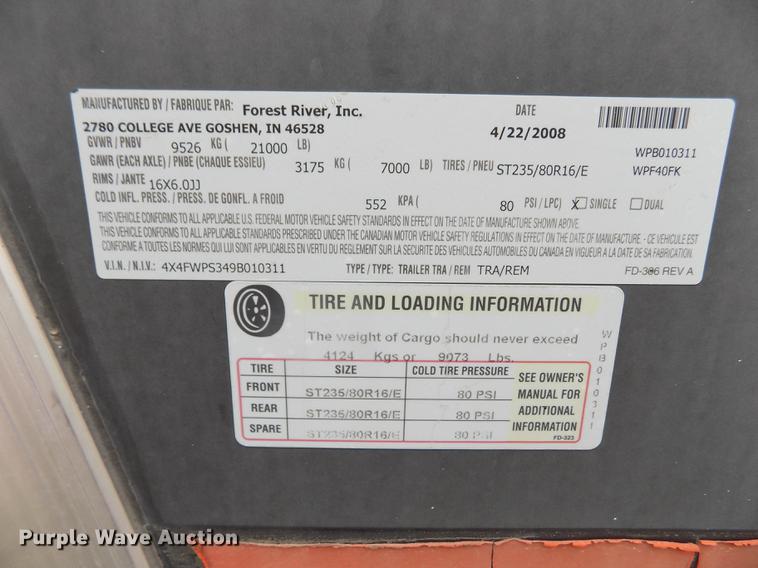 MANUFACTURED BY / FABRIQUE PAR: Forest River, Inc. DATE
2780 COLLEGE AVE GOSHEN, IN 46528 4/22/2008
GVWR / PNBV 9526 KG ( 21000 LB) WPB010311
GAWR (EACH AXLE) / PNBE (CHAQUE ESSIEU) 3175 KG ( 7000 LB) TIRES / PNEU ST235/80R16/E WPF40FK
RIMS / JANTE 16X6.0JJ
COLD INFL. PRESS. / PRESS. DE GONFL. A FROID 552 KPA ( 80 PSI / LPC) X SINGLE DUAL
THIS VEHICLE CONFORMS TO ALL APPLICABLE U.S. FEDERAL MOTOR VEHICLE SAFETY STANDARDS IN EFFECT ON THE DATE OF MANUFACTURE SHOWN ABOVE.
THIS VEHICLE CONFORMS TO ALL APPLICABLE STANDARDS PRESCRIBED UNDER THE CANADIAN MOTOR VEHICLE SAFETY REGULATIONS IN EFFECT ON THE DATE OF MANUFACTURE - CE VEHICULE EST
CONFORME A TOUTES LES NORMES QUI LUI SONT APPLICABLES EN VERTU DU REGLEMENT SUR LA SECURITE DES VEHICULES AUTOMOBILES DU CANADA EN VIGUEUR A LA DATE DE SA FABRICATION.
V.I.N. / N.I.V.: 4X4FWPS349B010311 TYPE / TYPE: TRAILER TRA / REM TRA/REM FD-386 REV A
TIRE AND LOADING INFORMATION
The weight of Cargo should never exceed
4124 Kgs or 9073 Lbs.
TIRE SIZE COLD TIRE PRESSURE
FRONT ST235/80R16/E 80 PSI
REAR ST235/80R16/E 80 PSI
SPARE ST235/80R16/E 80 PSI
SEE OWNER'S
MANUAL FOR
ADDITIONAL
INFORMATION
FD-323
WPB010311
Purple Wave Auction